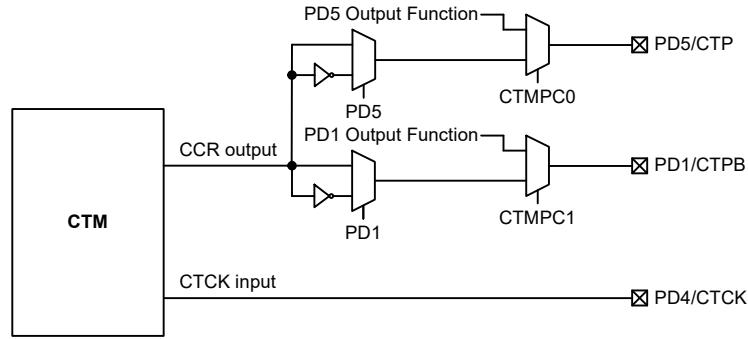 PD5 Output Function
PD5/CTP
CTMPC0
PD5
PD1 Output Function
CCR output
PD1/CTPB
CTMPC1
PD1
CTM
CTCK input
PD4/CTCK